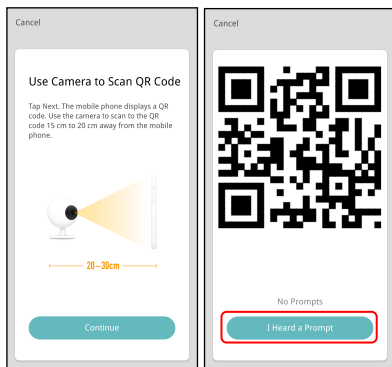 Cancel
Use Camera to Scan QR Code
Tap Next. The mobile phone displays a QR
code. Use the camera to scan to the QR
code 15 cm to 20 cm away from the mobile
phone.
20~30cm
Continue
Cancel
No Prompts
I Heard a Prompt